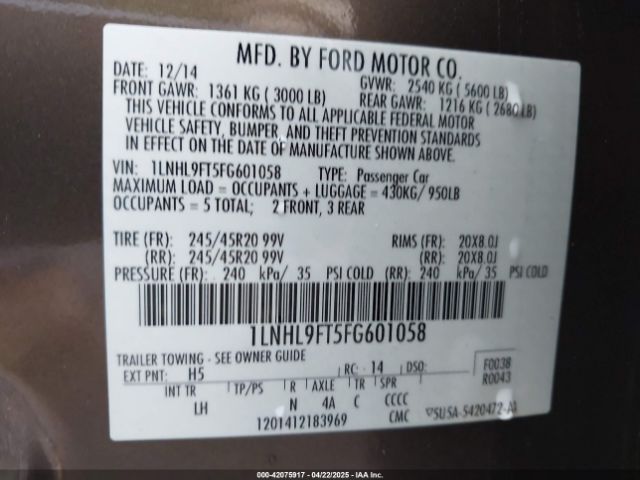 MFD. BY FORD MOTOR CO.
DATE: 12/14 GVWR: 2540 KG ( 5600 LB)
FRONT GAWR: 1361 KG ( 3000 LB) REAR GAWR: 1216 KG ( 2680 LB)
THIS VEHICLE CONFORMS TO ALL APPLICABLE FEDERAL MOTOR
VEHICLE SAFETY, BUMPER, AND THEFT PREVENTION STANDARDS
IN EFFECT ON THE DATE OF MANUFACTURE SHOWN ABOVE.
VIN: 1LNHL9FT5FG601058 TYPE: Passenger Car
MAXIMUM LOAD = OCCUPANTS + LUGGAGE = 430KG/ 950LB
OCCUPANTS = 5 TOTAL; 2 FRONT, 3 REAR
TIRE (FR): 245/45R20 99V RIMS (FR): 20X8.0J
(RR): 245/45R20 99V (RR): 20X8.0J
PRESSURE (FR): 240 kPa/ 35 PSI COLD (RR): 240 kPa/ 35 PSI COLD
1LNHL9FT5FG601058
TRAILER TOWING - SEE OWNER GUIDE
EXT PNT: H5 RC: 14 DSO: F0038
R0043
INT TR TP/PS R AXLE TR SPR
LH N 4A C CCCC
1201412183969 CMC 5U5A-5420472-AA
000-42075917 - 04/22/2025 - IAAI, Inc.